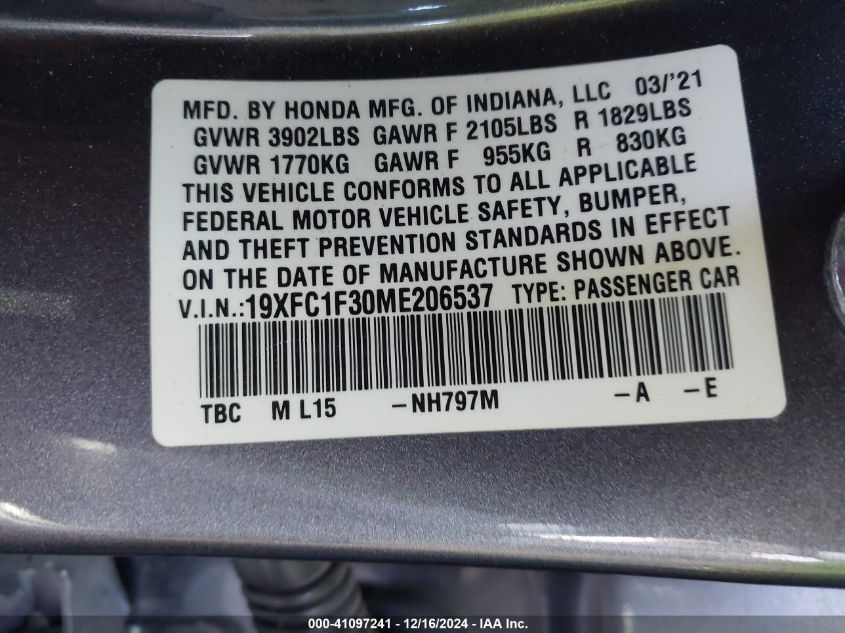 MFD. BY HONDA MFG. OF INDIANA, LLC 03/'21
GVWR 3902LBS GAWR F 2105LBS R 1829LBS
GVWR 1770KG GAWR F 955KG R 830KG
THIS VEHICLE CONFORMS TO ALL APPLICABLE
FEDERAL MOTOR VEHICLE SAFETY, BUMPER,
AND THEFT PREVENTION STANDARDS IN EFFECT
ON THE DATE OF MANUFACTURE SHOWN ABOVE.
V.I.N.:19XFC1F30ME206537 TYPE: PASSENGER CAR
TBC M L15 –NH797M –A –E
000-41097241 - 12/16/2024 - IAA Inc.